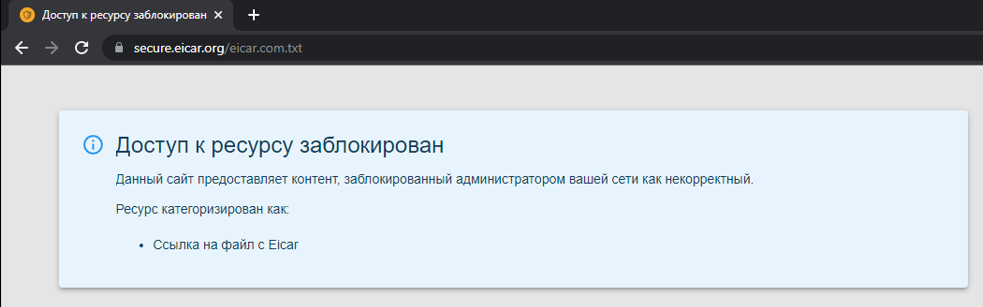 Доступ к ресурсу заблокирован
secure.eicar.org/eicar.com.txt
Доступ к ресурсу заблокирован
Данный сайт предоставляет контент, заблокированный администратором вашей сети как некорректный.
Ресурс категоризирован как:
• Ссылка на файл с Eicar